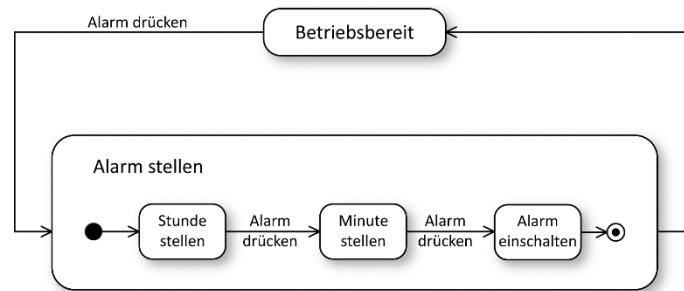 Alarm drücken
Betriebsbereit
Alarm stellen
Stunde
stellen
Alarm
drücken
Minute
stellen
Alarm
drücken
Alarm
einschalten